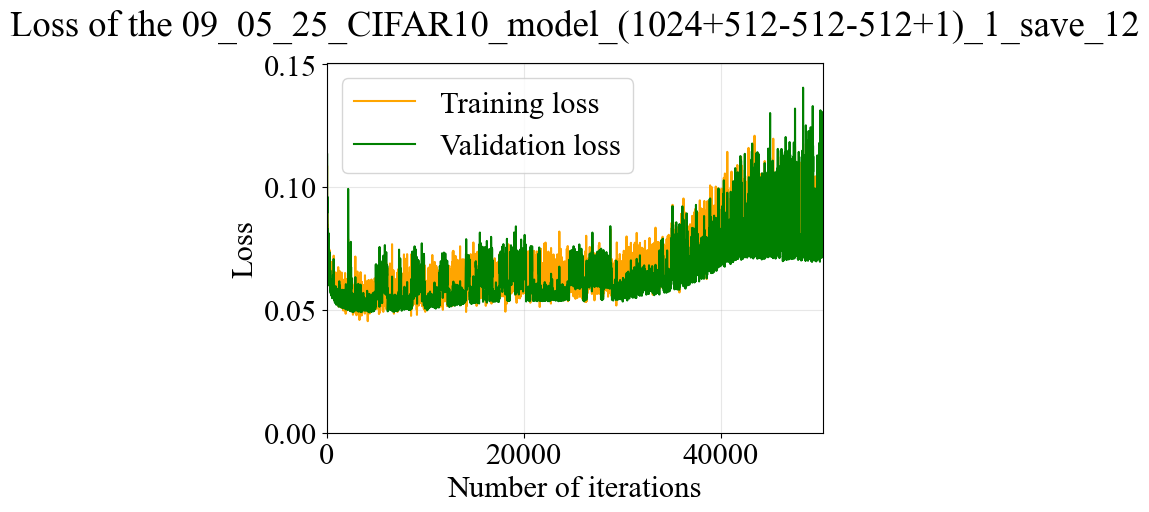 Loss of the 09_05_25_CIFAR10_model_(1024+512-512-512+1)_1_save_12
0.15
Training loss
Validation loss
0.10
Loss
0.05
0.00
0 20000 40000
Number of iterations